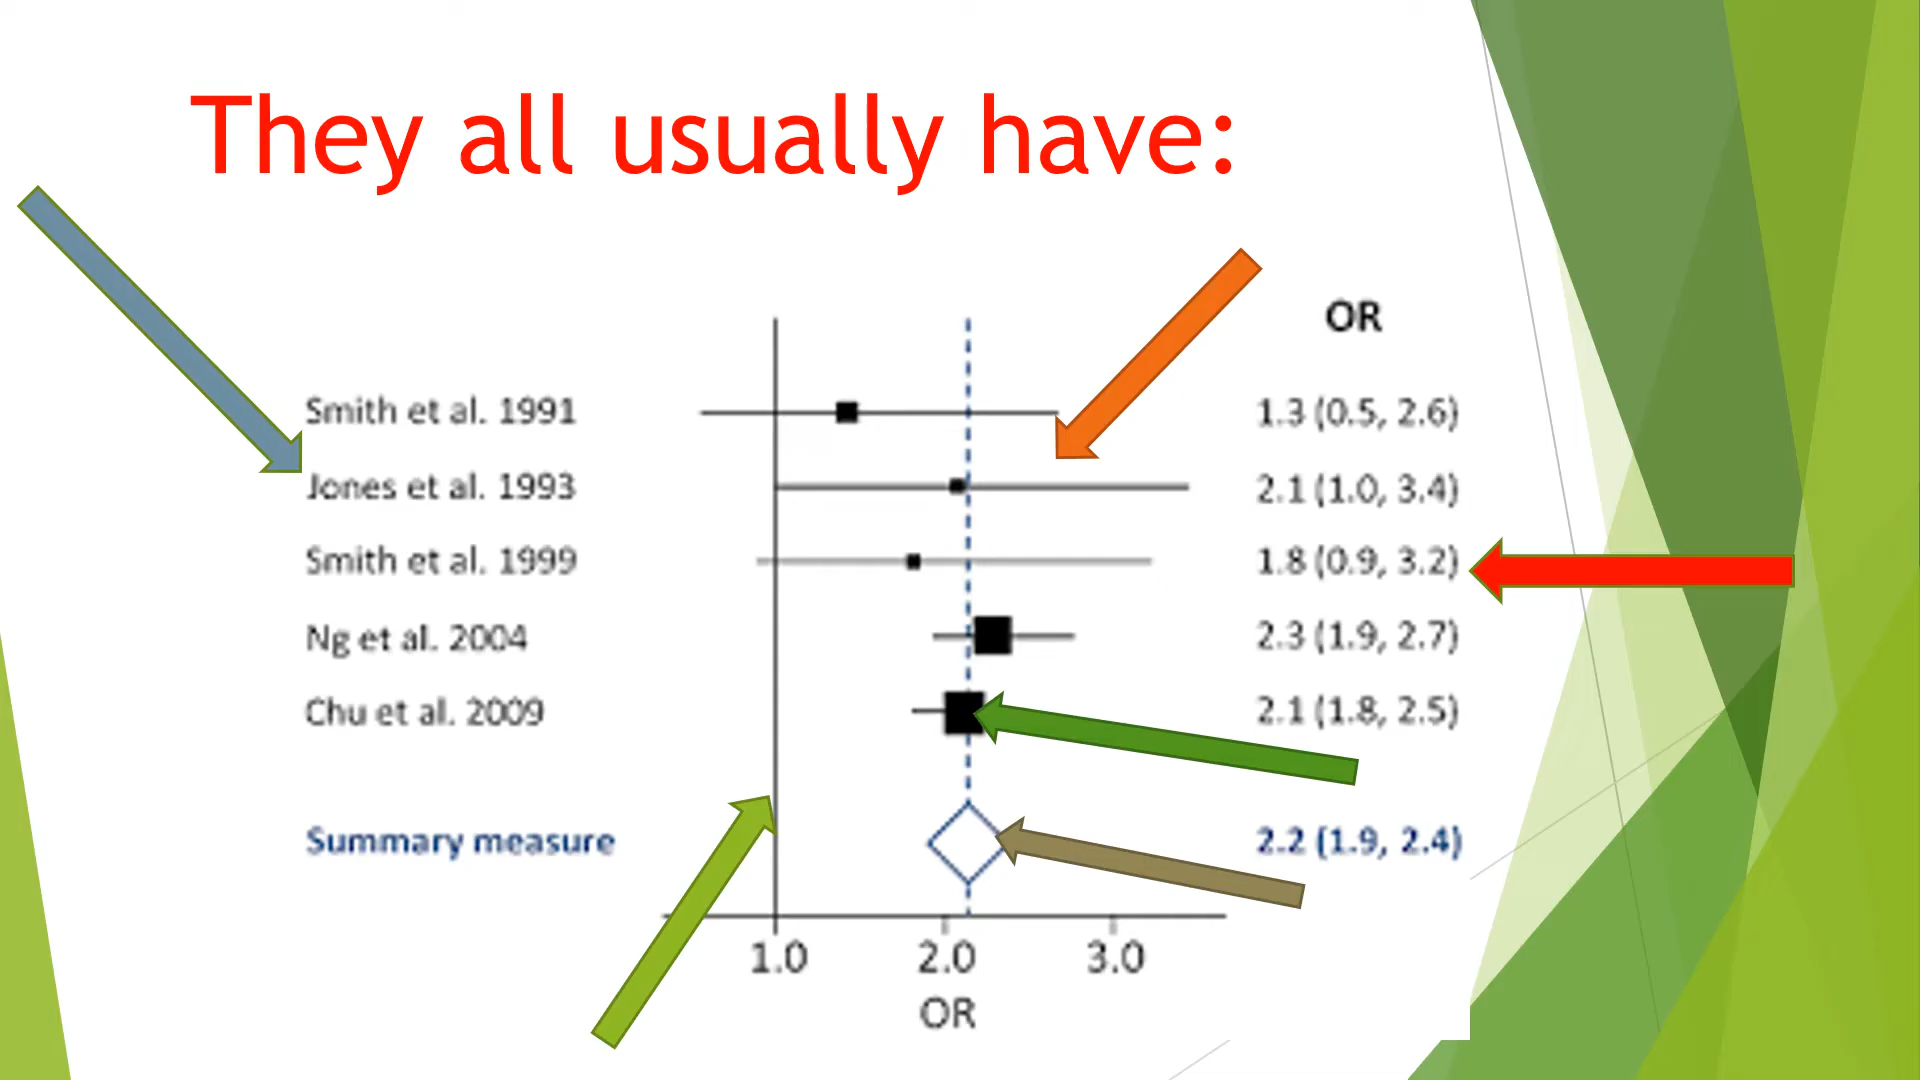 They all usually have:
OR
Smith et al. 1991 1.3 (0.5, 2.6)
Jones et al. 1993 2.1 (1.0, 3.4)
Smith et al. 1999 1.8 (0.9, 3.2)
Ng et al. 2004 2.3 (1.9, 2.7)
Chu et al. 2009 2.1 (1.8, 2.5)
Summary measure 2.2 (1.9, 2.4)
1.0 2.0 3.0
OR